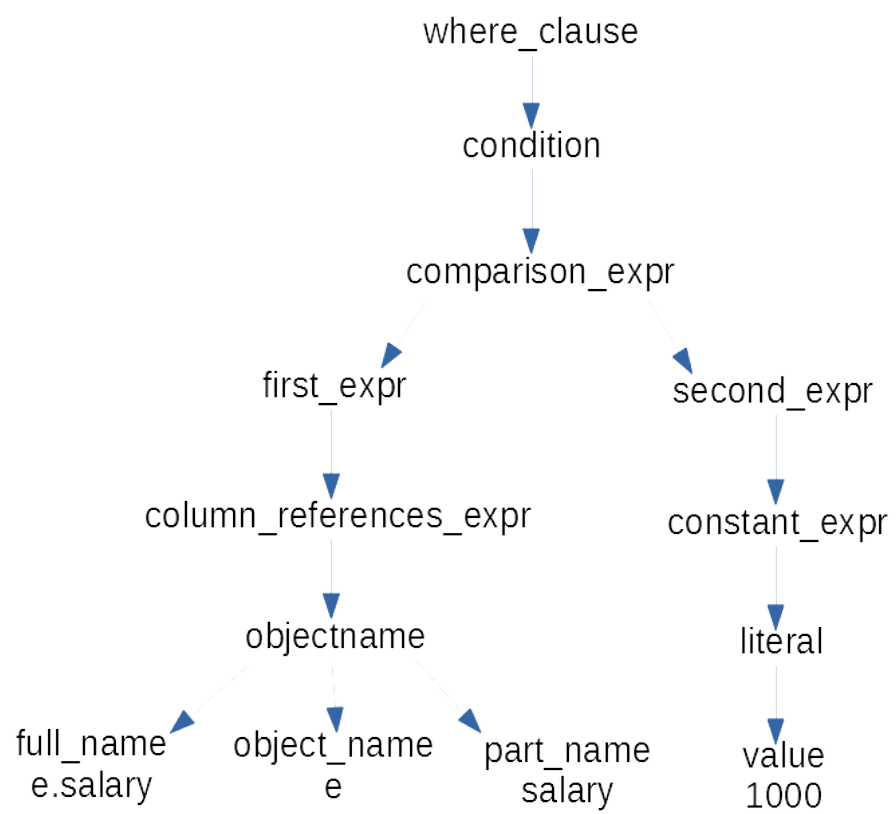 where_clause
condition
comparison_expr
first_expr
second_expr
column_references_expr
constant_expr
objectname
literal
full_name
e.salary
object_name
e
part_name
salary
value
1000